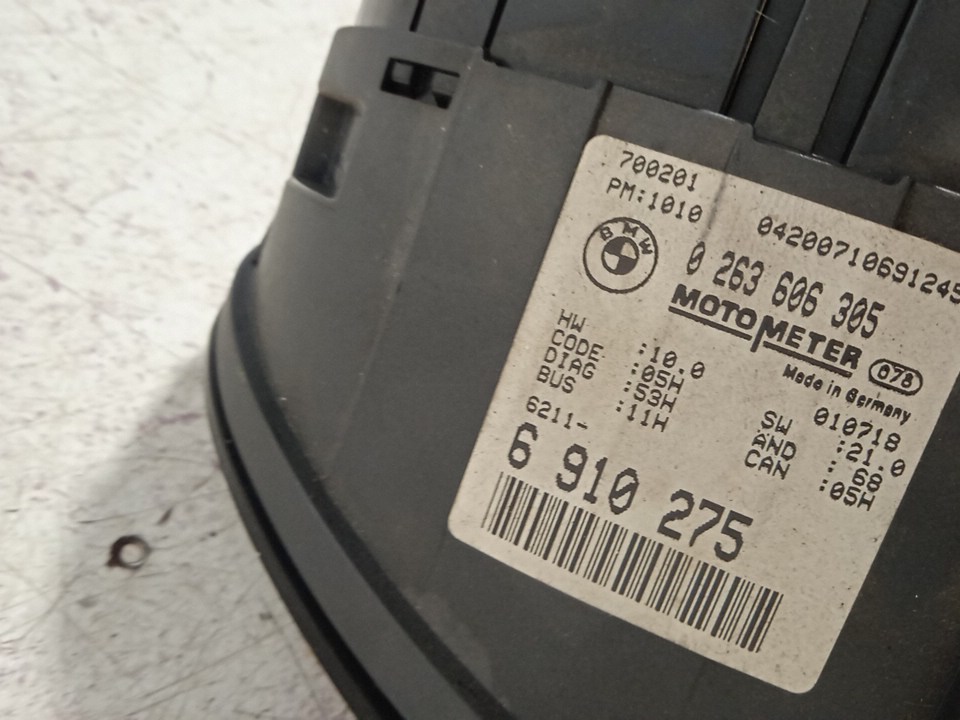 700201
PM:1010
04200710691245
BMW
0 263 606 305
MOTOMETER
678
Made in Germany
010718
HW :10.0
CODE :05H
DIAG :53H
BUS :11H
SW :21.0
AND : 68
CAN :05H
6211-
6 910 275